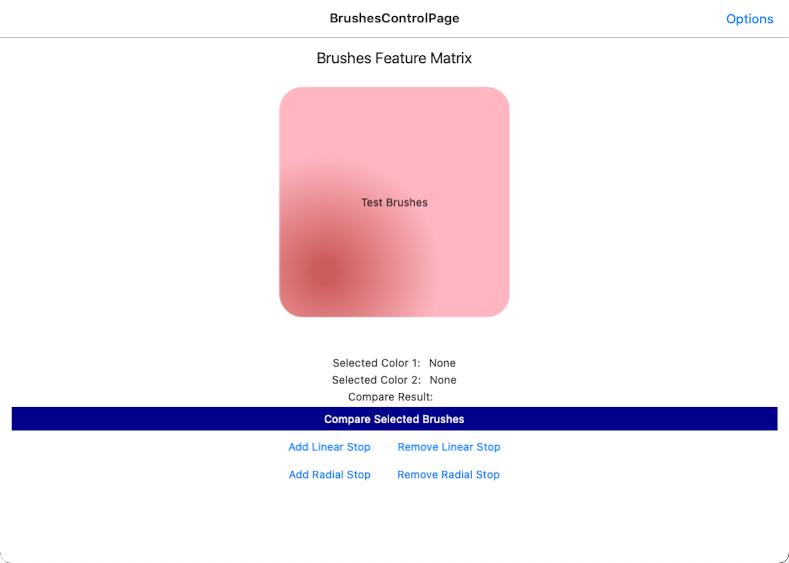 BrushesControlPage
Options
Brushes Feature Matrix
Test Brushes
Selected Color 1: None
Selected Color 2: None
Compare Result:
Compare Selected Brushes
Add Linear Stop Remove Linear Stop
Add Radial Stop Remove Radial Stop